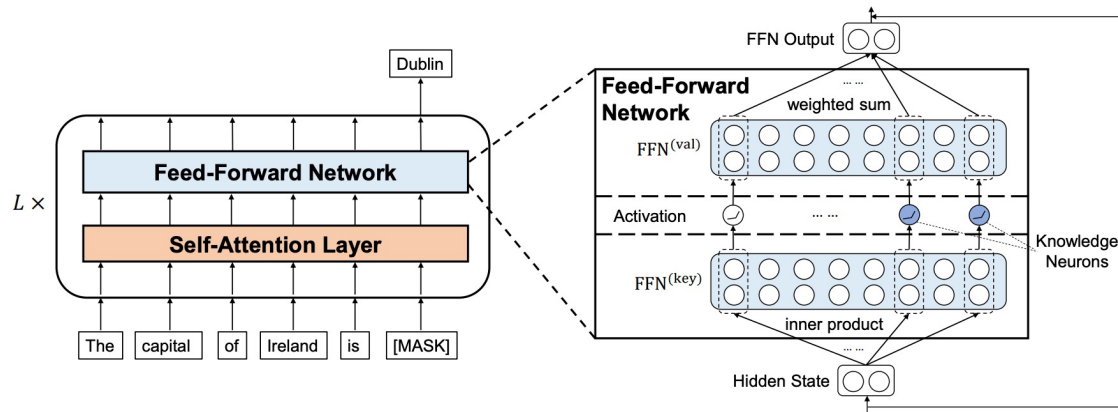 Dublin
Feed-Forward Network
L ×
Self-Attention Layer
The capital of Ireland is [MASK]
FFN Output
Feed-Forward
Network
... ...
weighted sum
FFN(val)
Activation
... ...
Knowledge
Neurons
FFN(key)
inner product
... ...
Hidden State